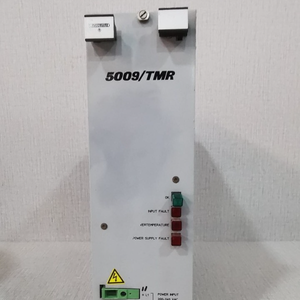 5009/TMR
INPUT FAULT
OVERTEMPERATURE
POWER SUPPLY FAULT
POWER INPUT